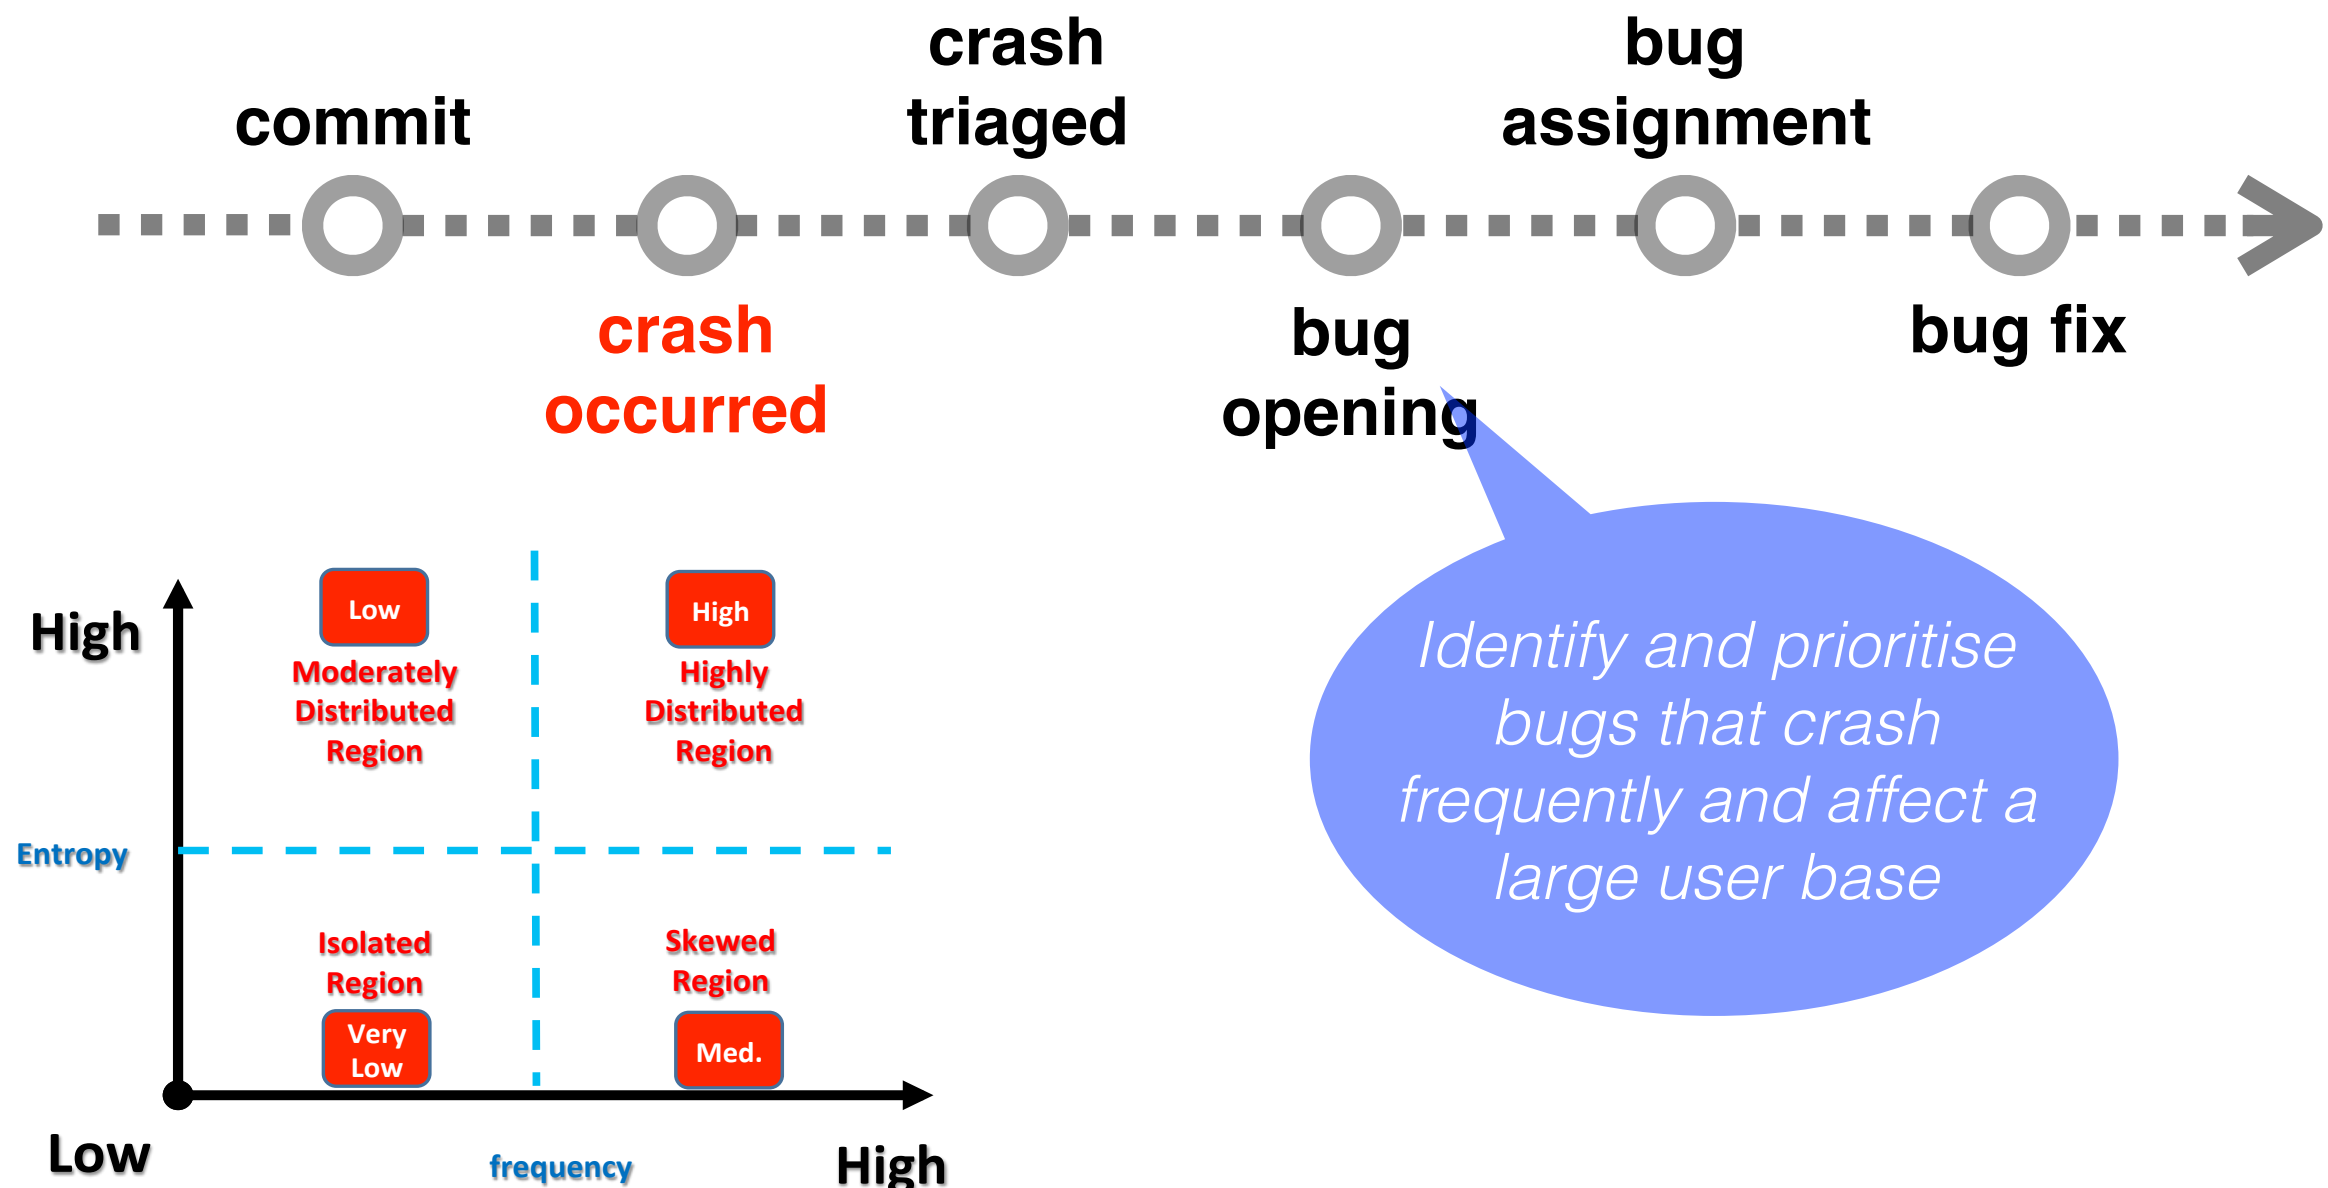 commit
crash
occurred
crash
triaged
bug
opening
bug
assignment
bug fix
High
Low
Moderately
Distributed
Region
High
Highly
Distributed
Region
Entropy
Isolated
Region
Very
Low
Skewed
Region
Med.
Low
frequency
High
Identify and prioritise
bugs that crash
frequently and affect a
large user base